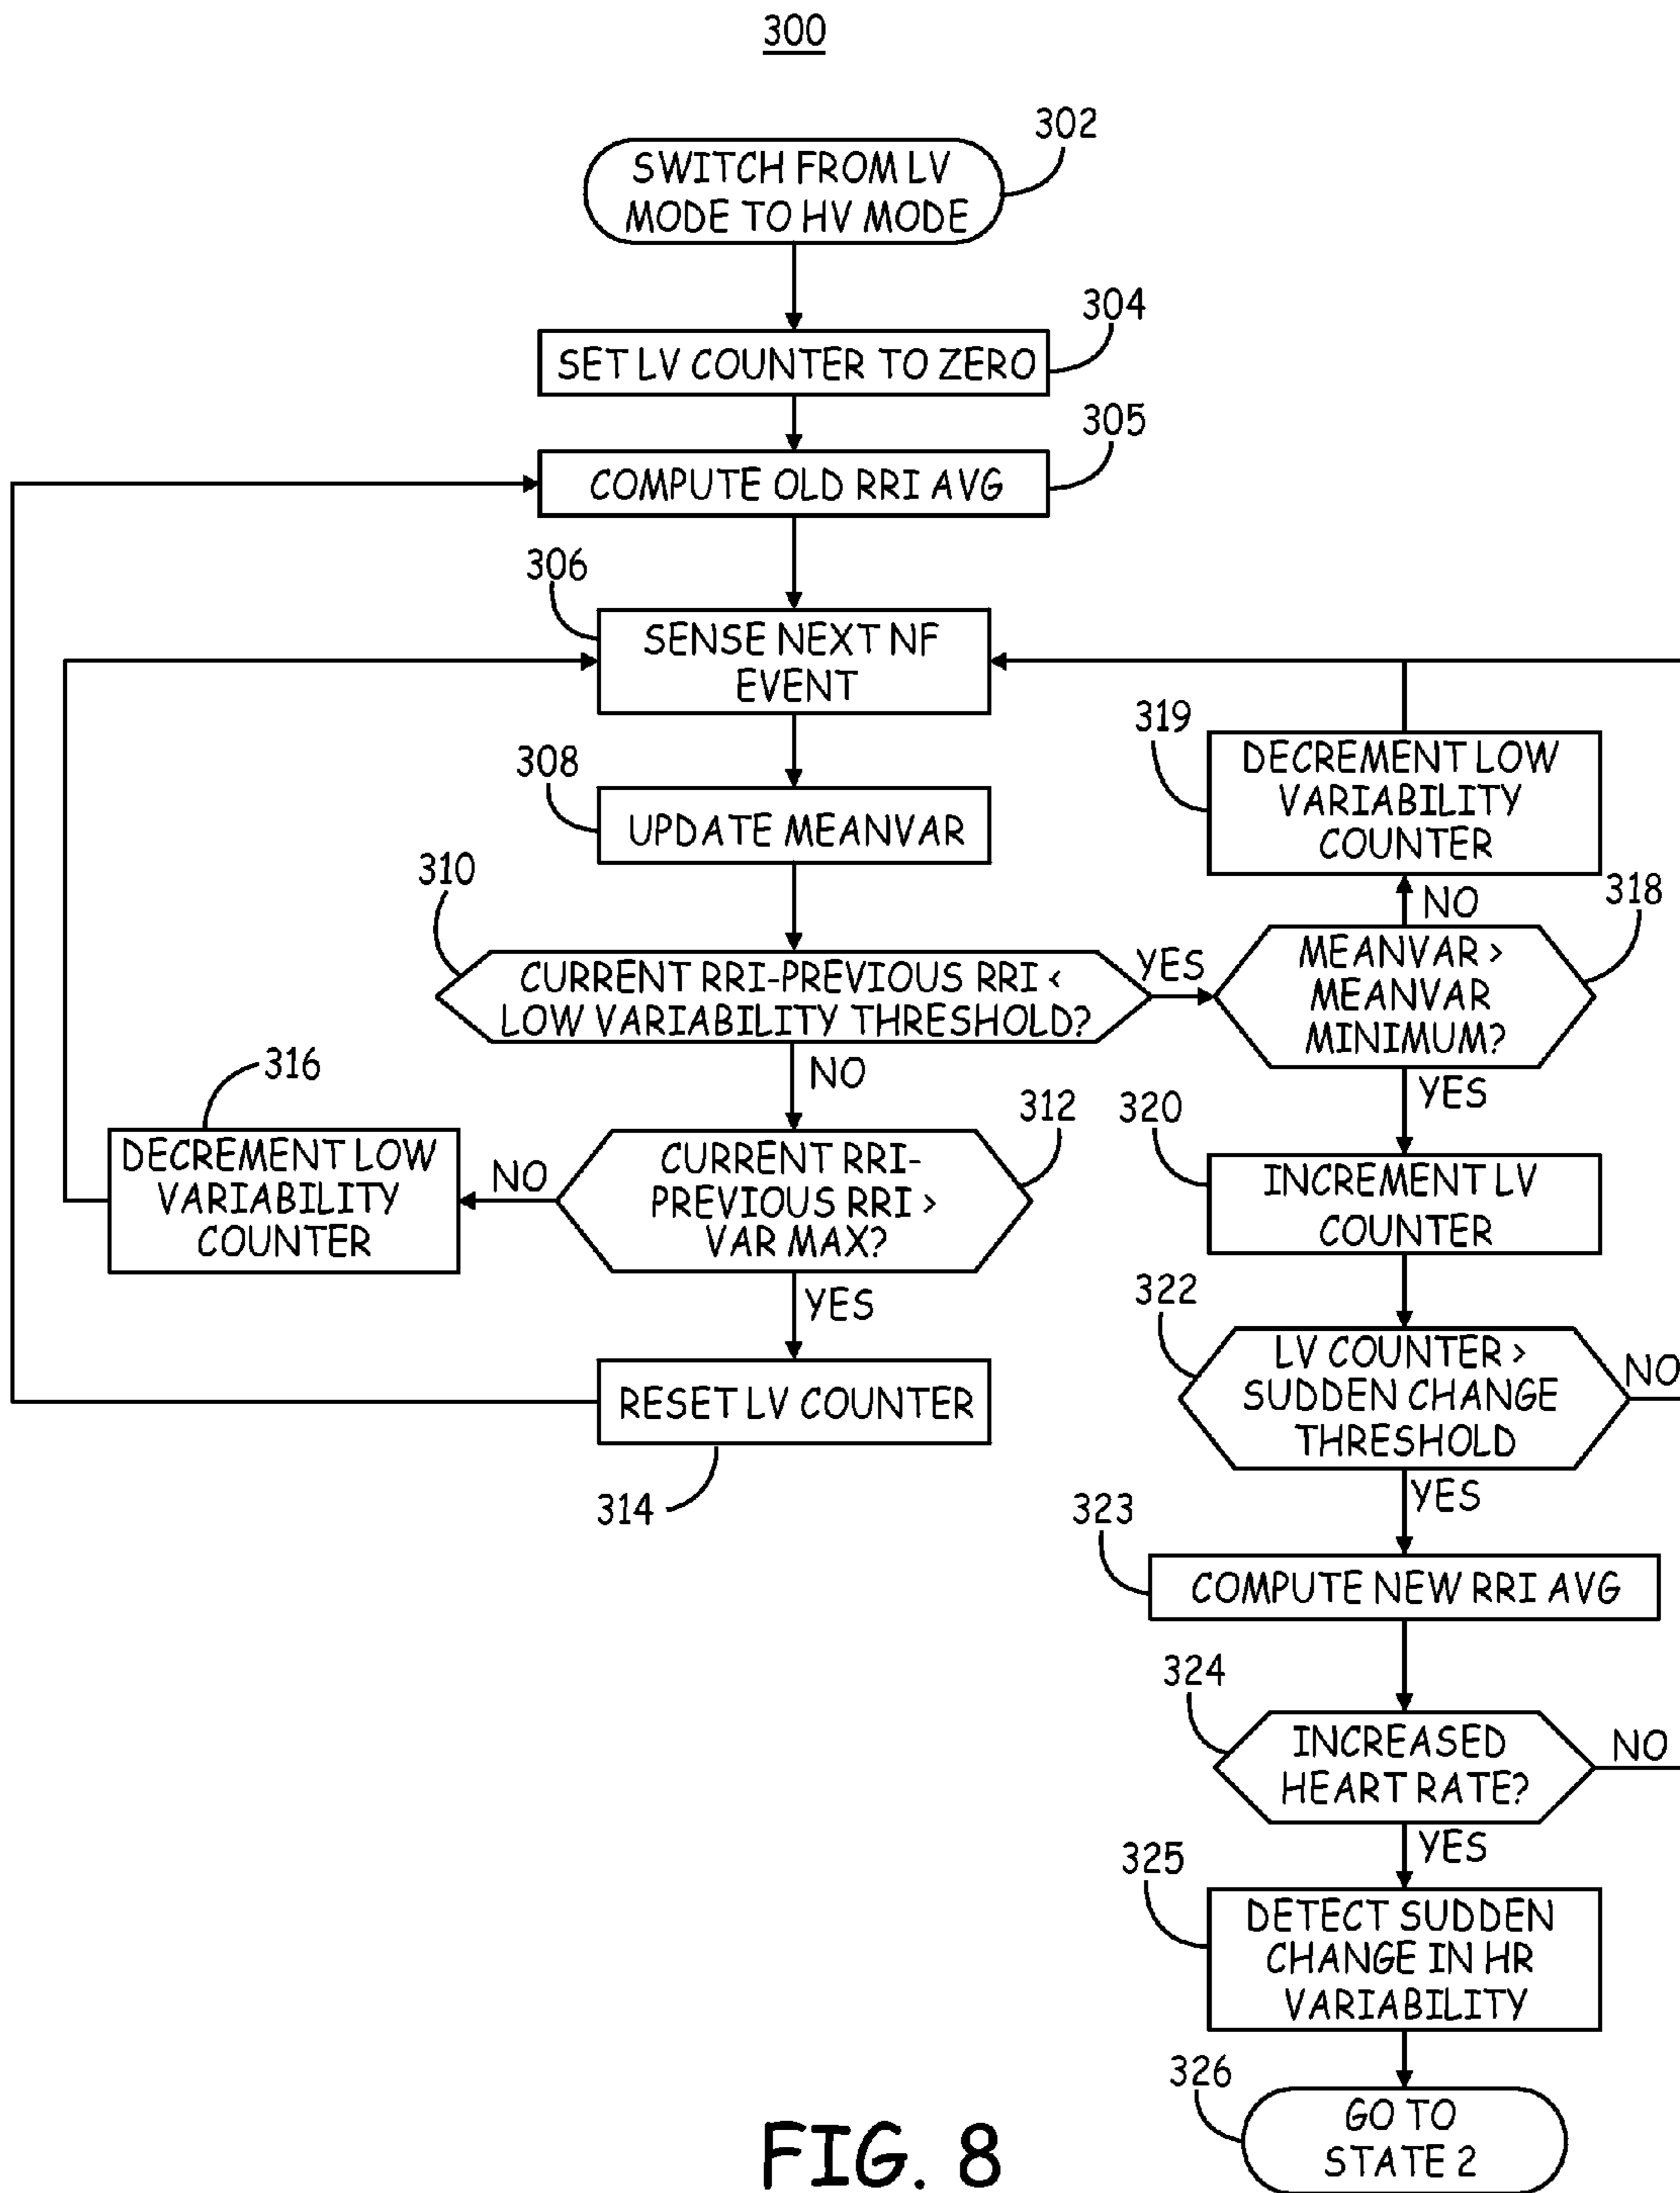 300
302
SWITCH FROM LV
MODE TO HV MODE
304
SET LV COUNTER TO ZERO
305
COMPUTE OLD RRI AVG
306
SENSE NEXT NF
EVENT
308
UPDATE MEANVAR
310
CURRENT RRI-PREVIOUS RRI <
LOW VARIABILITY THRESHOLD?
YES
NO
312
CURRENT RRI-
PREVIOUS RRI >
VAR MAX?
NO
316
DECREMENT LOW
VARIABILITY
COUNTER
YES
RESET LV COUNTER
314
319
DECREMENT LOW
VARIABILITY
COUNTER
NO
318
MEANVAR >
MEANVAR
MINIMUM?
YES
320
INCREMENT LV
COUNTER
322
LV COUNTER >
SUDDEN CHANGE
THRESHOLD
NO
YES
323
COMPUTE NEW RRI AVG
324
INCREASED
HEART RATE?
NO
YES
325
DETECT SUDDEN
CHANGE IN HR
VARIABILITY
326
GO TO
STATE 2
FIG. 8